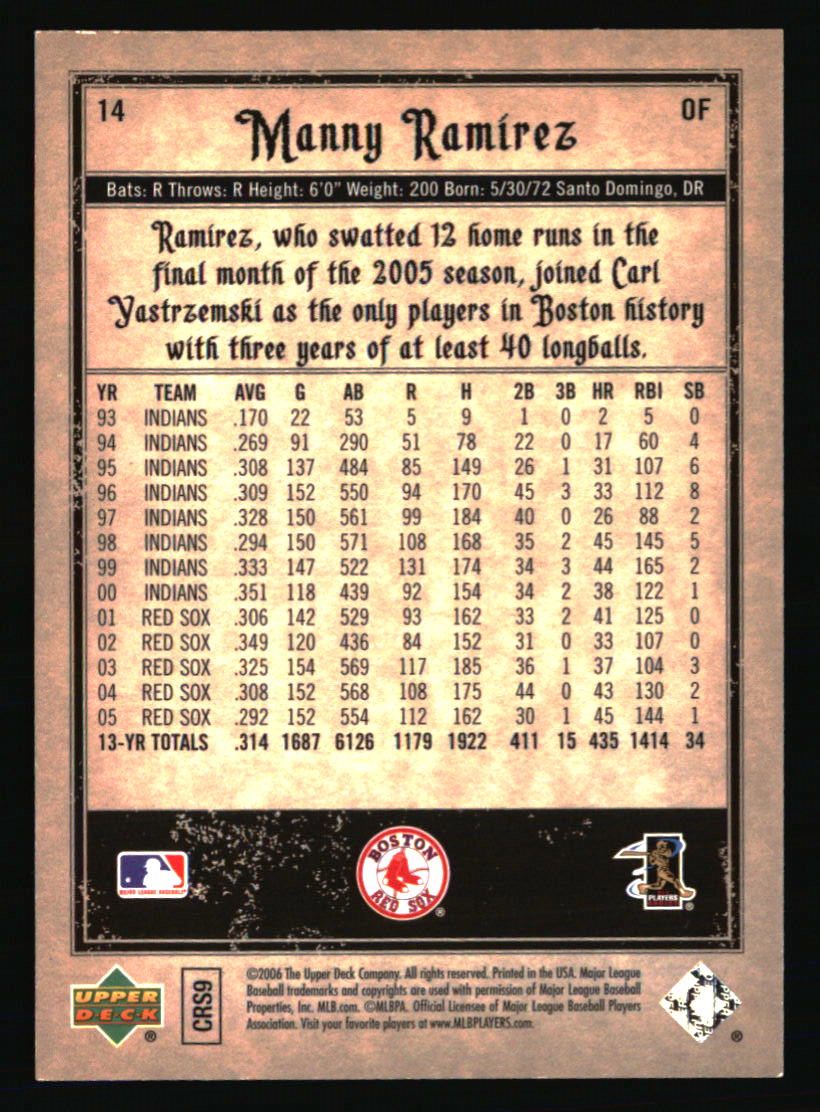 14
OF
Manny Ramírez
Bats: R Throws: R Height: 6'0" Weight: 200 Born: 5/30/72 Santo Domingo, DR
Ramírez, who swatted 12 home runs in the
final month of the 2005 season, joined Carl
Yastrzemski as the only players in Boston history
with three years of at least 40 longballs.
YR TEAM AVG G AB R H 2B 3B HR RBI SB
93 INDIANS .170 22 53 5 9 1 0 2 5 0
94 INDIANS .269 91 290 51 78 22 0 17 60 4
95 INDIANS .308 137 484 85 149 26 1 31 107 6
96 INDIANS .309 152 550 94 170 45 3 33 112 8
97 INDIANS .328 150 561 99 184 40 0 26 88 2
98 INDIANS .294 150 571 108 168 35 2 45 145 5
99 INDIANS .333 147 522 131 174 34 3 44 165 2
00 INDIANS .351 118 439 92 154 34 2 38 122 1
01 RED SOX .306 142 529 93 162 33 2 41 125 0
02 RED SOX .349 120 436 84 152 31 0 33 107 0
03 RED SOX .325 154 569 117 185 36 1 37 104 3
04 RED SOX .308 152 568 108 175 44 0 43 130 2
05 RED SOX .292 152 554 112 162 30 1 45 144 1
13-YR TOTALS .314 1687 6126 1179 1922 411 15 435 1414 34
MAJOR LEAGUE BASEBALL®
BOSTON
RED SOX
®
PLAYERS
®
UPPER
DECK
®
CRS9
©2006 The Upper Deck Company. All rights reserved. Printed in the USA. Major League
Baseball trademarks and copyrights are used with permission of Major League Baseball
Properties, Inc. MLB.com. ©MLBPA. Official Licensee of Major League Baseball Players
Association. Visit your favorite players at www.MLBPLAYERS.com.
®